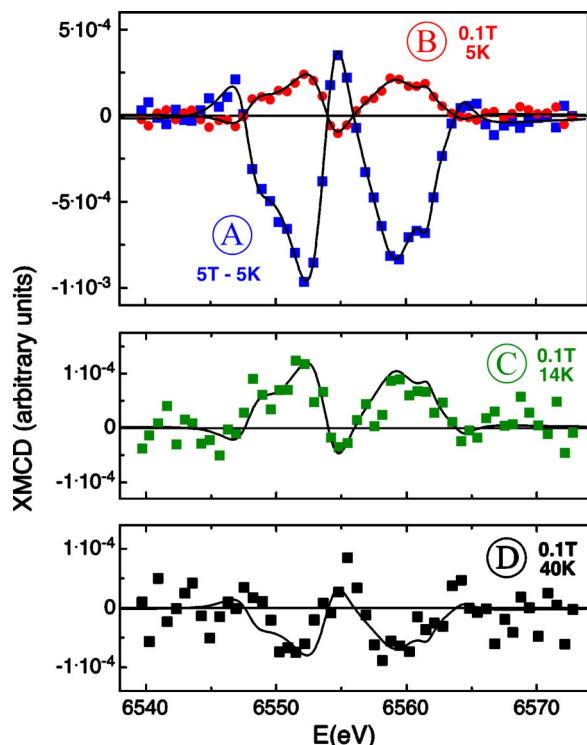 5·10⁻⁴
0
-5·10⁻⁴
-1·10⁻³
B
0.1T
5K
A
5T - 5K
XMCD (arbitrary units)
1·10⁻⁴
0
-1·10⁻⁴
C
0.1T
14K
1·10⁻⁴
0
-1·10⁻⁴
D
0.1T
40K
6540 6550 6560 6570
E(eV)